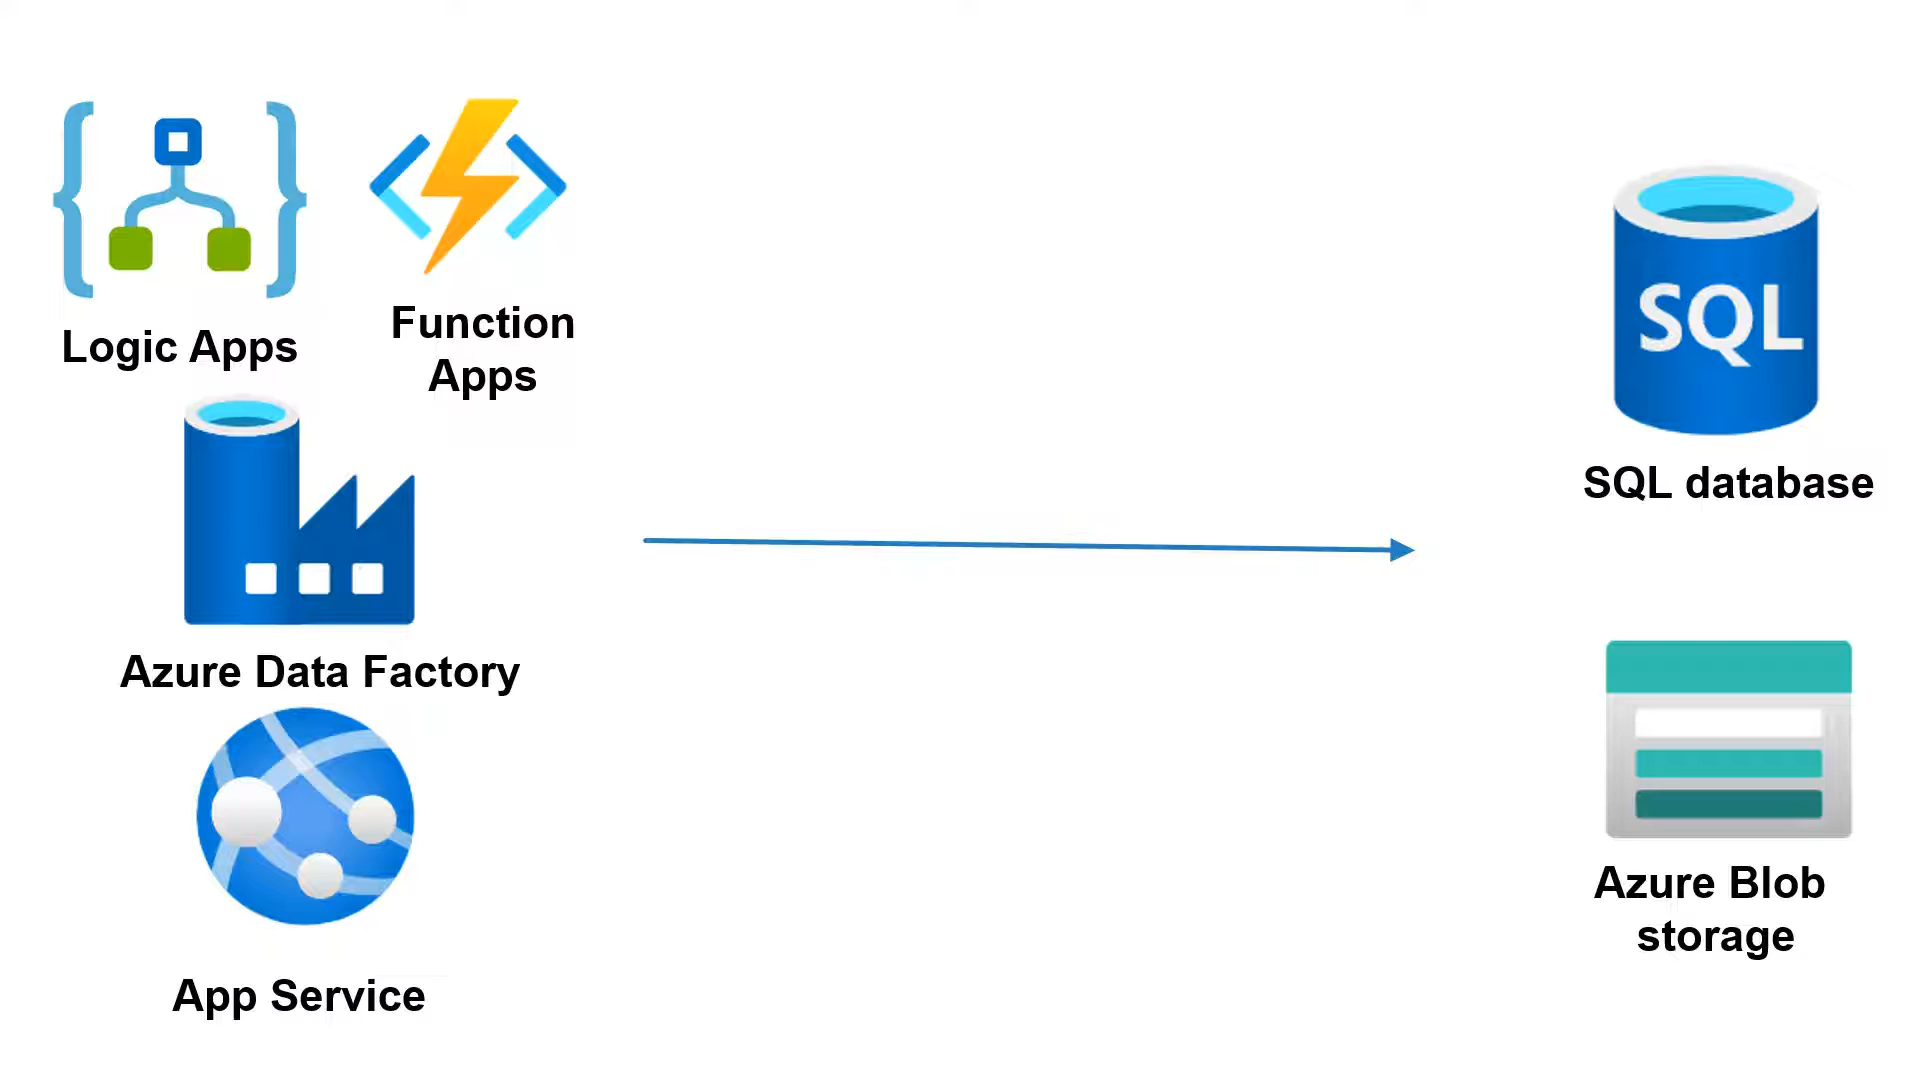 Logic Apps
Function
Apps
SQL
SQL database
Azure Data Factory
Azure Blob
storage
App Service